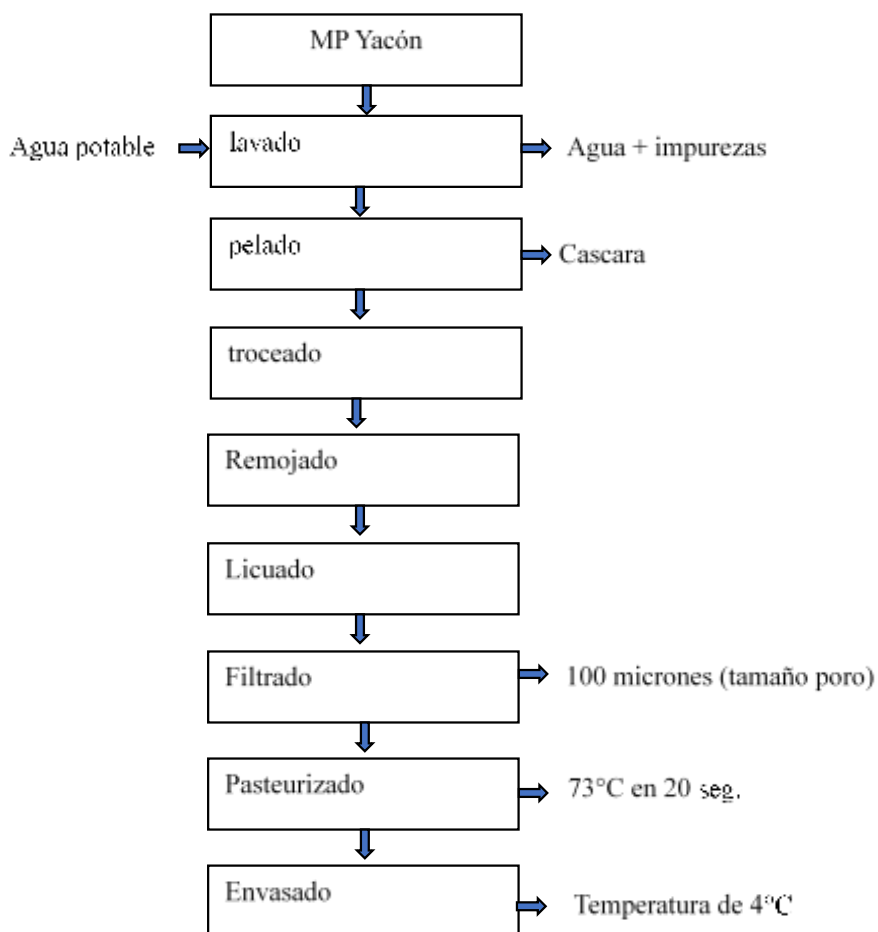 MP Yacón
Agua potable
lavado
Agua + impurezas
pelado
Cascara
troceado
Remojado
Licuado
Filtrado
100 micrones (tamaño poro)
Pasteurizado
73°C en 20 seg.
Envasado
Temperatura de 4°C